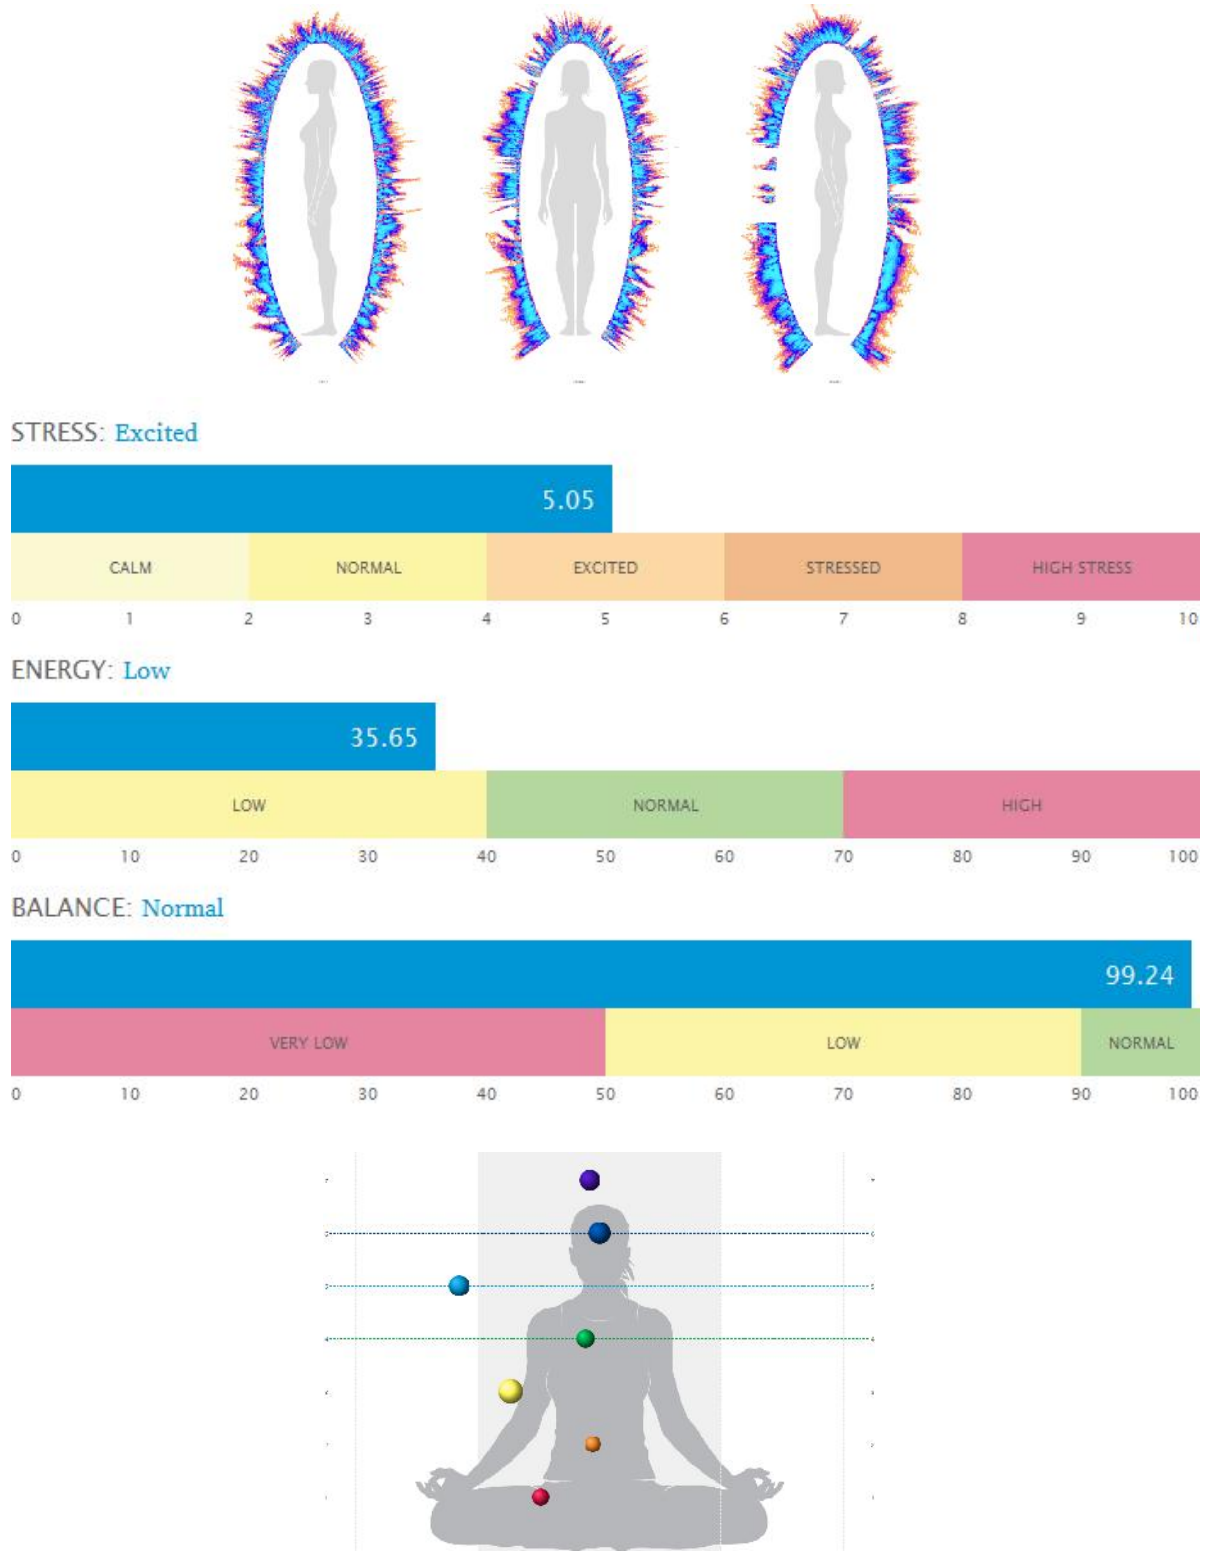 STRESS: Excited
5.05
CALM NORMAL EXCITED STRESSED HIGH STRESS
0 1 2 3 4 5 6 7 8 9 10
ENERGY: Low
35.65
LOW NORMAL HIGH
0 10 20 30 40 50 60 70 80 90 100
BALANCE: Normal
99.24
VERY LOW LOW NORMAL
0 10 20 30 40 50 60 70 80 90 100